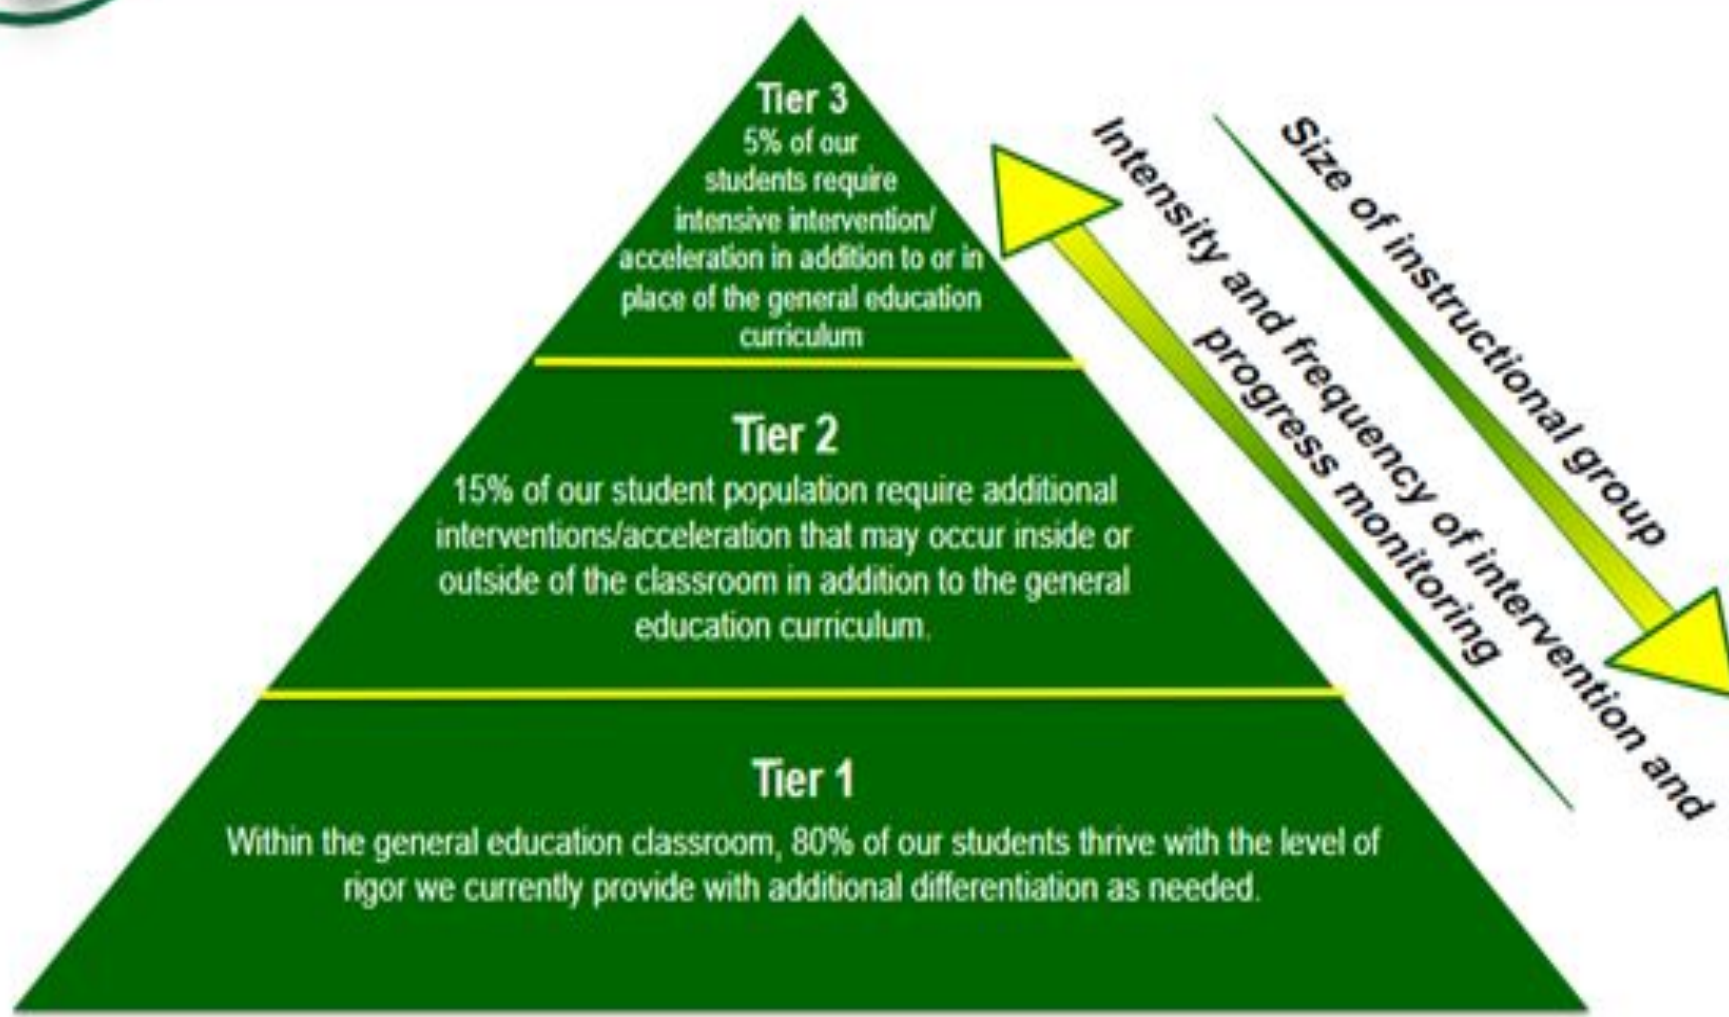 Tier 3
5% of our
students require
intensive intervention/
acceleration in addition to or in
place of the general education
curriculum
Tier 2
15% of our student population require additional
interventions/acceleration that may occur inside or
outside of the classroom in addition to the general
education curriculum.
Tier 1
Within the general education classroom, 80% of our students thrive with the level of
rigor we currently provide with additional differentiation as needed.
Intensity and frequency of intervention and
progress monitoring
Size of instructional group